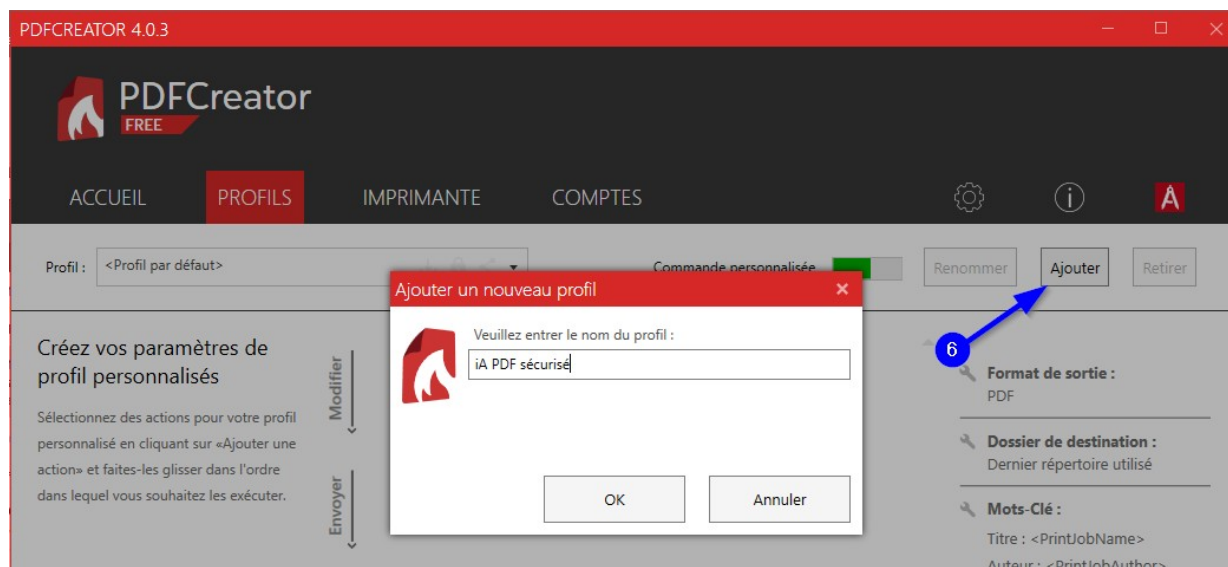 PDFCREATOR 4.0.3
PDFCreator
FREE
ACCUEIL PROFILS IMPRIMANTE COMPTES
Profil : <Profil par défaut> Commande personnalisée Renommer Ajouter Retirer
Ajouter un nouveau profil
Veuillez entrer le nom du profil :
iA PDF sécurisé
OK Annuler
Créez vos paramètres de
profil personnalisés
Sélectionnez des actions pour votre profil
personnalisé en cliquant sur «Ajouter une
action» et faites-les glisser dans l'ordre
dans lequel vous souhaitez les exécuter.
Modifier
Envoyer
6
Format de sortie :
PDF
Dossier de destination :
Dernier répertoire utilisé
Mots-Clé :
Titre : <PrintJobName>
Auteur : <PrintJobAuthor>